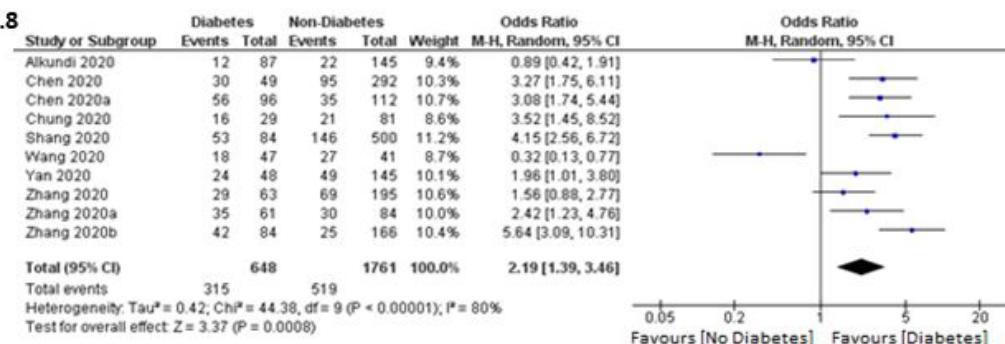 .8
Diabetes Non-Diabetes Odds Ratio Odds Ratio
Study or Subgroup Events Total Events Total Weight M-H, Random, 95% CI M-H, Random, 95% CI
Alkundi 2020 12 87 22 145 9.4% 0.89 [0.42, 1.91]
Chen 2020 30 49 95 292 10.3% 3.27 [1.75, 6.11]
Chen 2020a 56 96 35 112 10.7% 3.08 [1.74, 5.44]
Chung 2020 16 29 21 81 8.6% 3.52 [1.45, 8.52]
Shang 2020 53 84 146 500 11.2% 4.15 [2.56, 6.72]
Wang 2020 18 47 27 41 8.7% 0.32 [0.13, 0.77]
Yan 2020 24 48 49 145 10.1% 1.96 [1.01, 3.80]
Zhang 2020 29 63 69 195 10.6% 1.56 [0.88, 2.77]
Zhang 2020a 35 61 30 84 10.0% 2.42 [1.23, 4.76]
Zhang 2020b 42 84 25 166 10.4% 5.64 [3.09, 10.31]
Total (95% CI) 648 1761 100.0% 2.19 [1.39, 3.46]
Total events 315 519
Heterogeneity: Tau² = 0.42; Chi² = 44.38, df = 9 (P < 0.00001); I² = 80%
Test for overall effect: Z = 3.37 (P = 0.0008)
0.05 0.2 1 5 20
Favours [No Diabetes] Favours [Diabetes]